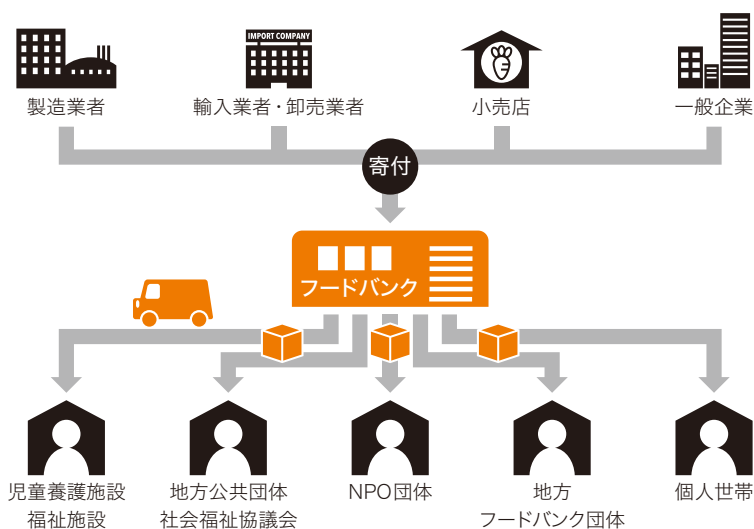 IMPORT COMPANY
製造業者
輸入業者・卸売業者
小売店
一般企業
寄付
フードバンク
児童養護施設
福祉施設
地方公共団体
社会福祉協議会
NPO団体
地方
フードバンク団体
個人世帯